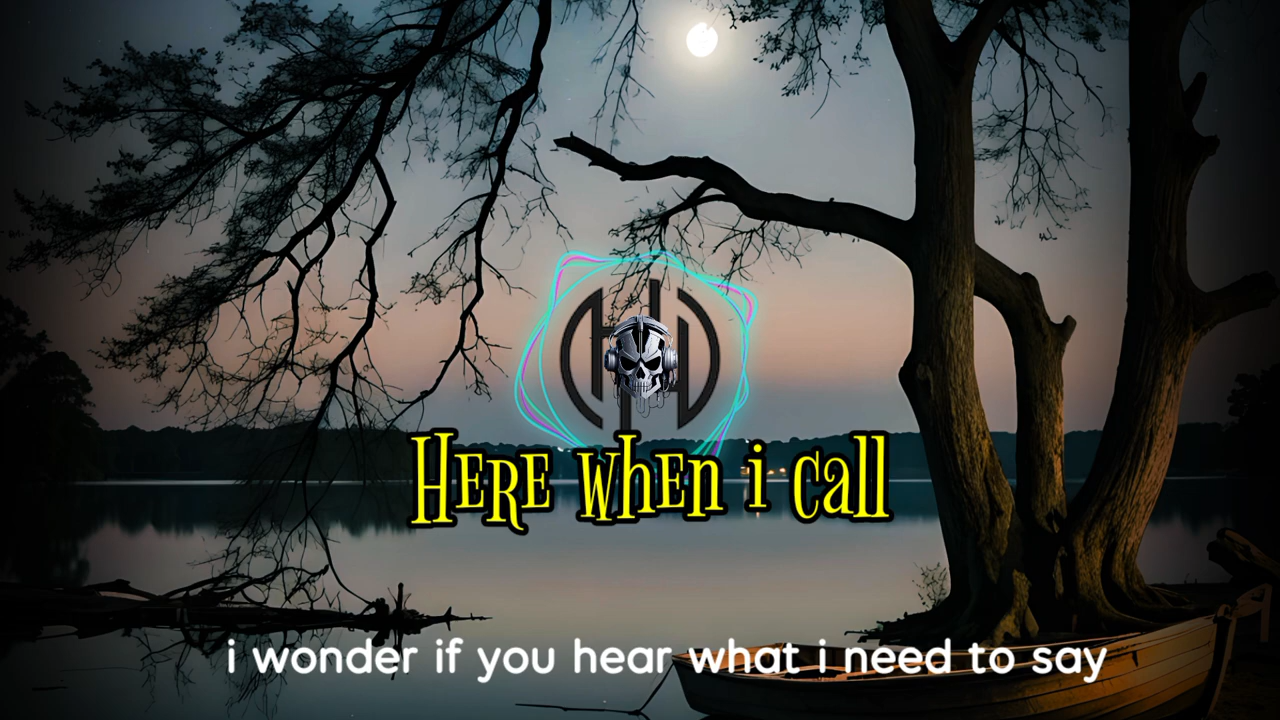 Here when i call
i wonder if you hear what i need to say